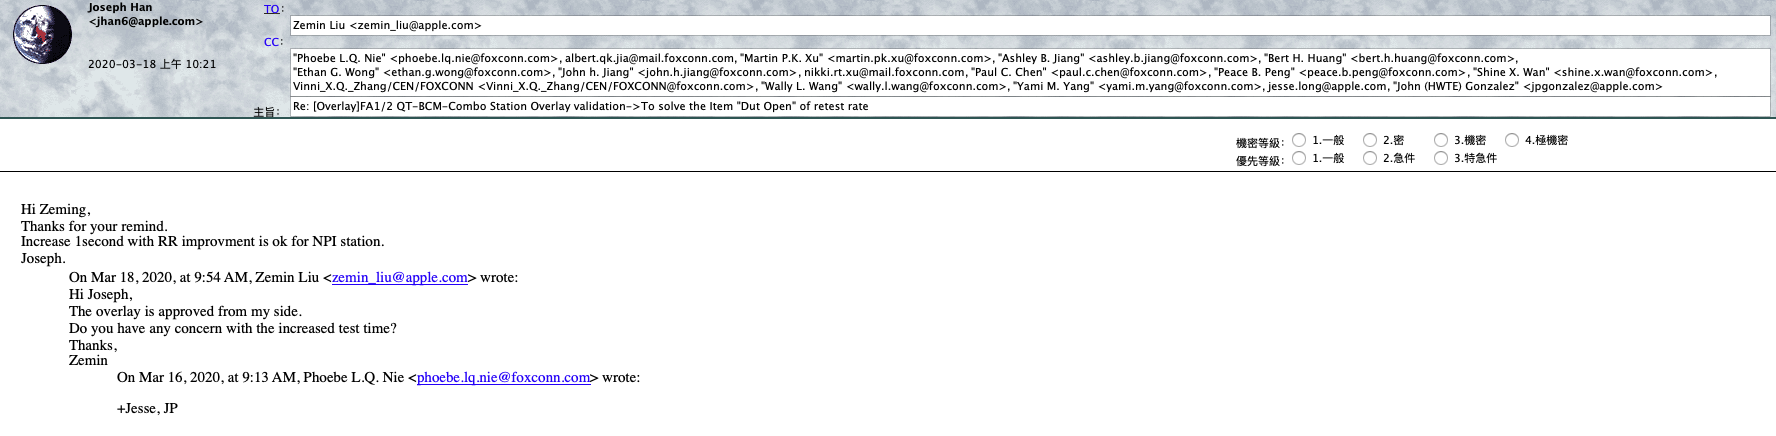 Joseph Han
<jhan6@apple.com>
2020-03-18 上午 10:21
TO:
Zemin Liu <zemin_liu@apple.com>
CC:
"Phoebe L.Q. Nie" <phoebe.lq.nie@foxconn.com>, albert.qk.jia@mail.foxconn.com, "Martin P.K. Xu" <martin.pk.xu@foxconn.com>, "Ashley B. Jiang" <ashley.b.jiang@foxconn.com>, "Bert H. Huang" <bert.h.huang@foxconn.com>,
"Ethan G. Wong" <ethan.g.wong@foxconn.com>, "John h. Jiang" <john.h.jiang@foxconn.com>, nikki.rt.xu@mail.foxconn.com, "Paul C. Chen" <paul.c.chen@foxconn.com>, "Peace B. Peng" <peace.b.peng@foxconn.com>, "Shine X. Wan" <shine.x.wan@foxconn.com>,
Vinni_X.Q._Zhang/CEN/FOXCONN <Vinni_X.Q._Zhang/CEN/FOXCONN@foxconn.com>, "Wally L. Wang" <wally.l.wang@foxconn.com>, "Yami M. Yang" <yami.m.yang@foxconn.com>, jesse.long@apple.com, "John (HWTE) Gonzalez" <jpgonzalez@apple.com>
主旨:
Re: [Overlay]FA1/2 QT-BCM-Combo Station Overlay validation->To solve the Item "Dut Open" of retest rate
機密等級: 1.一般 2.密 3.機密 4.極機密
優先等級: 1.一般 2.急件 3.特急件
Hi Zeming,
Thanks for your remind.
Increase 1second with RR improvment is ok for NPI station.
Joseph.
On Mar 18, 2020, at 9:54 AM, Zemin Liu <zemin_liu@apple.com> wrote:
Hi Joseph,
The overlay is approved from my side.
Do you have any concern with the increased test time?
Thanks,
Zemin
On Mar 16, 2020, at 9:13 AM, Phoebe L.Q. Nie <phoebe.lq.nie@foxconn.com> wrote:
+Jesse, JP